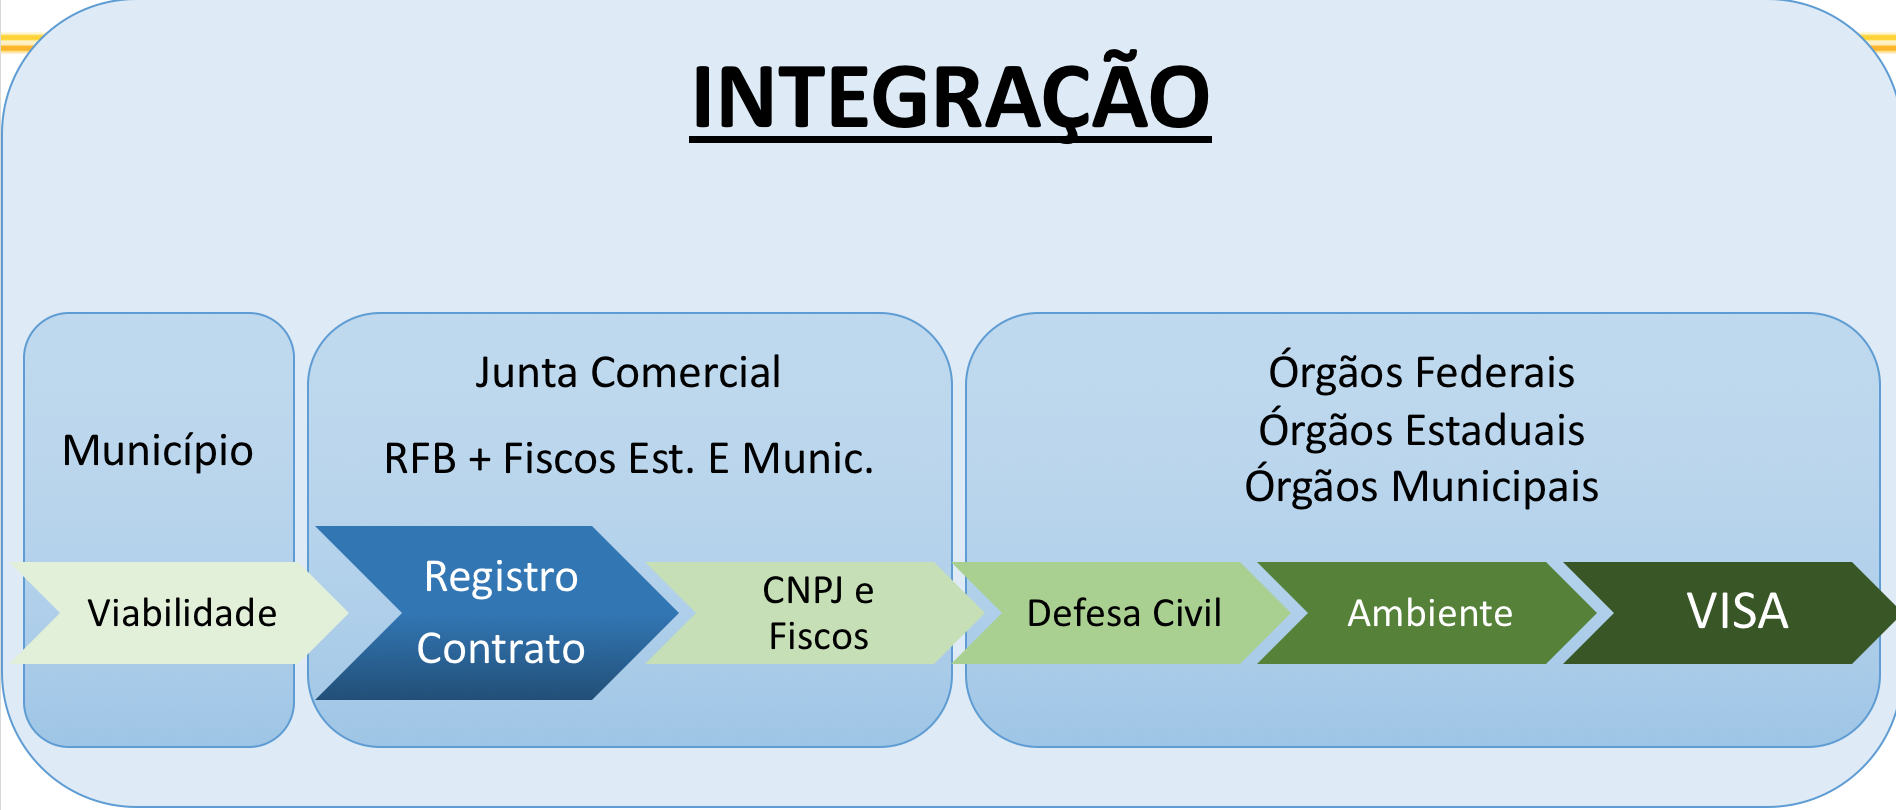 INTEGRAÇÃO
Município
Junta Comercial
RFB + Fiscos Est. E Munic.
Órgãos Federais
Órgãos Estaduais
Órgãos Municipais
Viabilidade
Registro
Contrato
CNPJ e
Fiscos
Defesa Civil
Ambiente
VISA